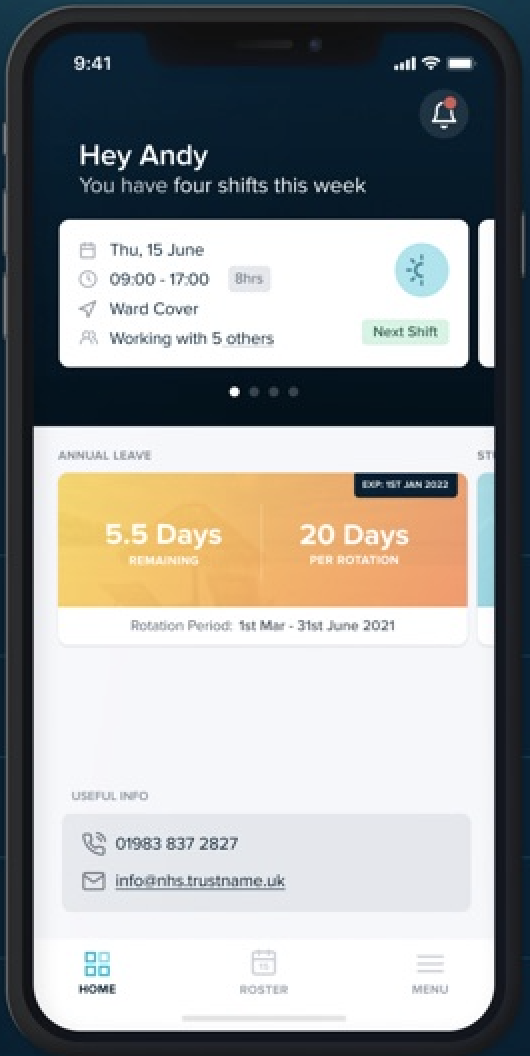 9:41
Hey Andy
You have four shifts this week
Thu, 15 June
09:00 - 17:00 8hrs
Ward Cover
Working with 5 others
Next Shift
ANNUAL LEAVE
EXP: 1ST JAN 2022
5.5 Days
REMAINING
20 Days
PER ROTATION
Rotation Period: 1st Mar - 31st June 2021
USEFUL INFO
01983 837 2827
info@nhs.trustname.uk
15
HOME
ROSTER
MENU